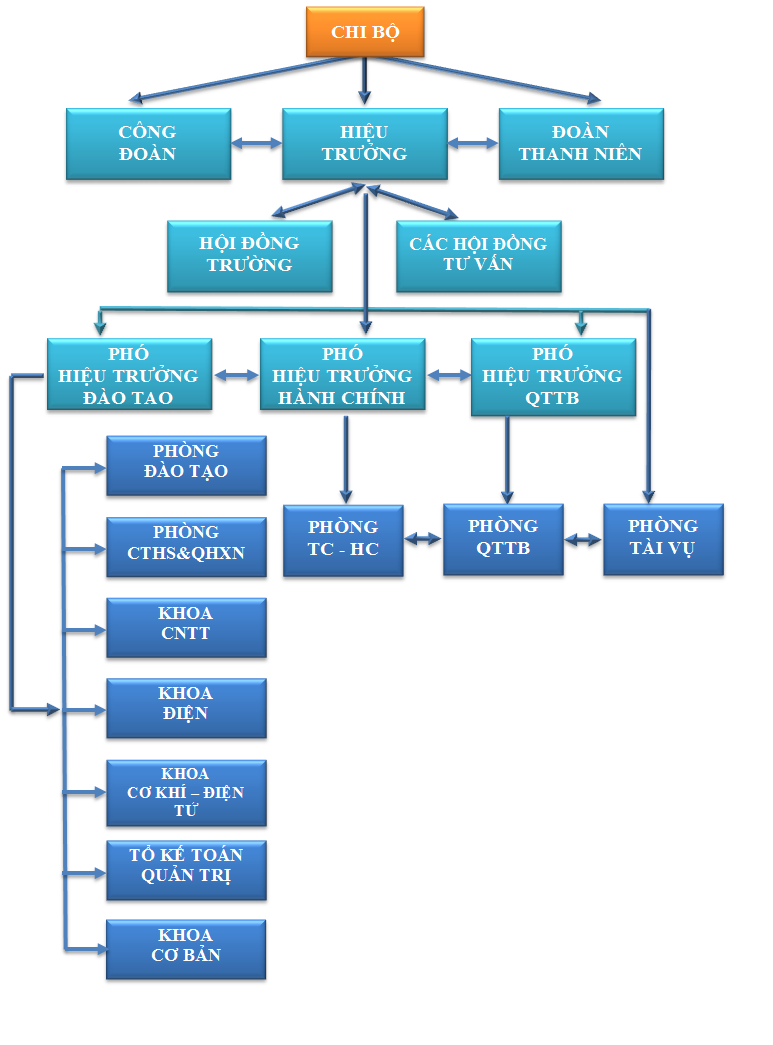 CHI BỘ
CÔNG
ĐOÀN
HIỆU
TRƯỞNG
ĐOÀN
THANH NIÊN
HỘI ĐỒNG
TRƯỜNG
CÁC HỘI ĐỒNG
TƯ VẤN
PHÓ
HIỆU TRƯỞNG
ĐÀO TAO
PHÓ
HIỆU TRƯỞNG
HÀNH CHÍNH
PHÓ
HIỆU TRƯỞNG
QTTB
PHÒNG
ĐÀO TẠO
PHÒNG
CTHS&QHXN
KHOA
CNTT
KHOA
ĐIỆN
KHOA
CƠ KHÍ – ĐIỆN
TỨ
TỔ KẾ TOÁN
QUẢN TRỊ
KHOA
CƠ BẢN
PHÒNG
TC - HC
PHÒNG
QTTB
PHÒNG
TÀI VỤ